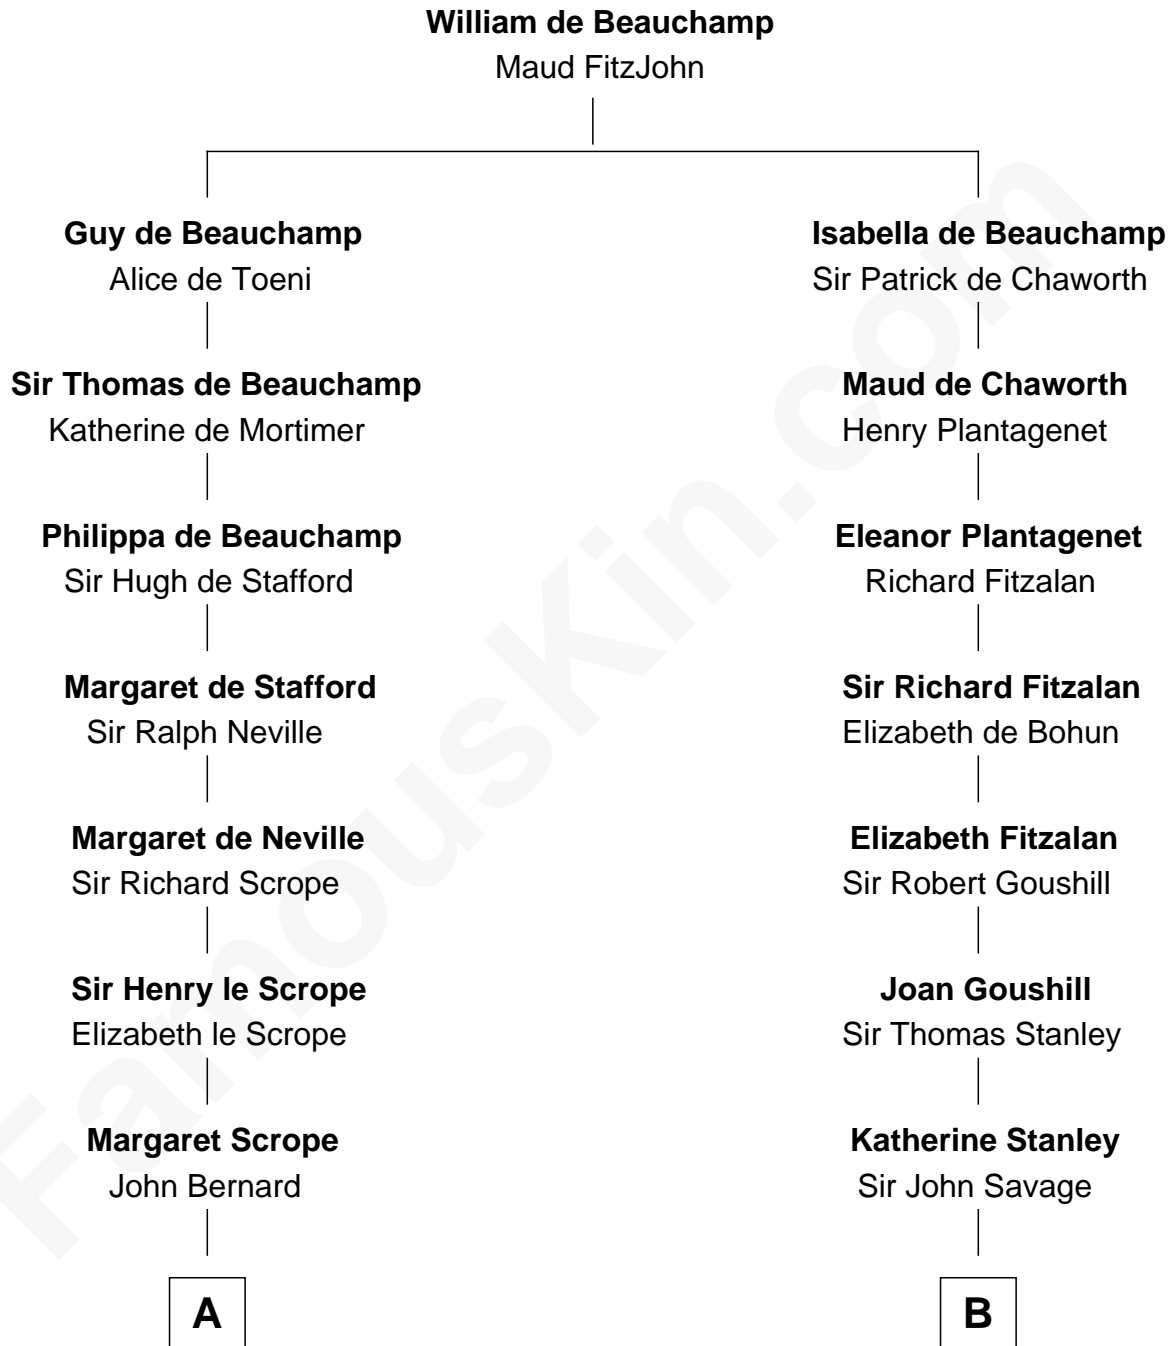 William de Beauchamp
Maud FitzJohn
Guy de Beauchamp
Alice de Toeni
Isabella de Beauchamp
Sir Patrick de Chaworth
Sir Thomas de Beauchamp
Katherine de Mortimer
Maud de Chaworth
Henry Plantagenet
Philippa de Beauchamp
Sir Hugh de Stafford
Eleanor Plantagenet
Richard Fitzalan
Margaret de Stafford
Sir Ralph Neville
Sir Richard Fitzalan
Elizabeth de Bohun
Margaret de Neville
Sir Richard Scrope
Elizabeth Fitzalan
Sir Robert Goushill
Sir Henry le Scrope
Elizabeth le Scrope
Joan Goushill
Sir Thomas Stanley
Margaret Scrope
John Bernard
Katherine Stanley
Sir John Savage
A
B
FamousKin.com